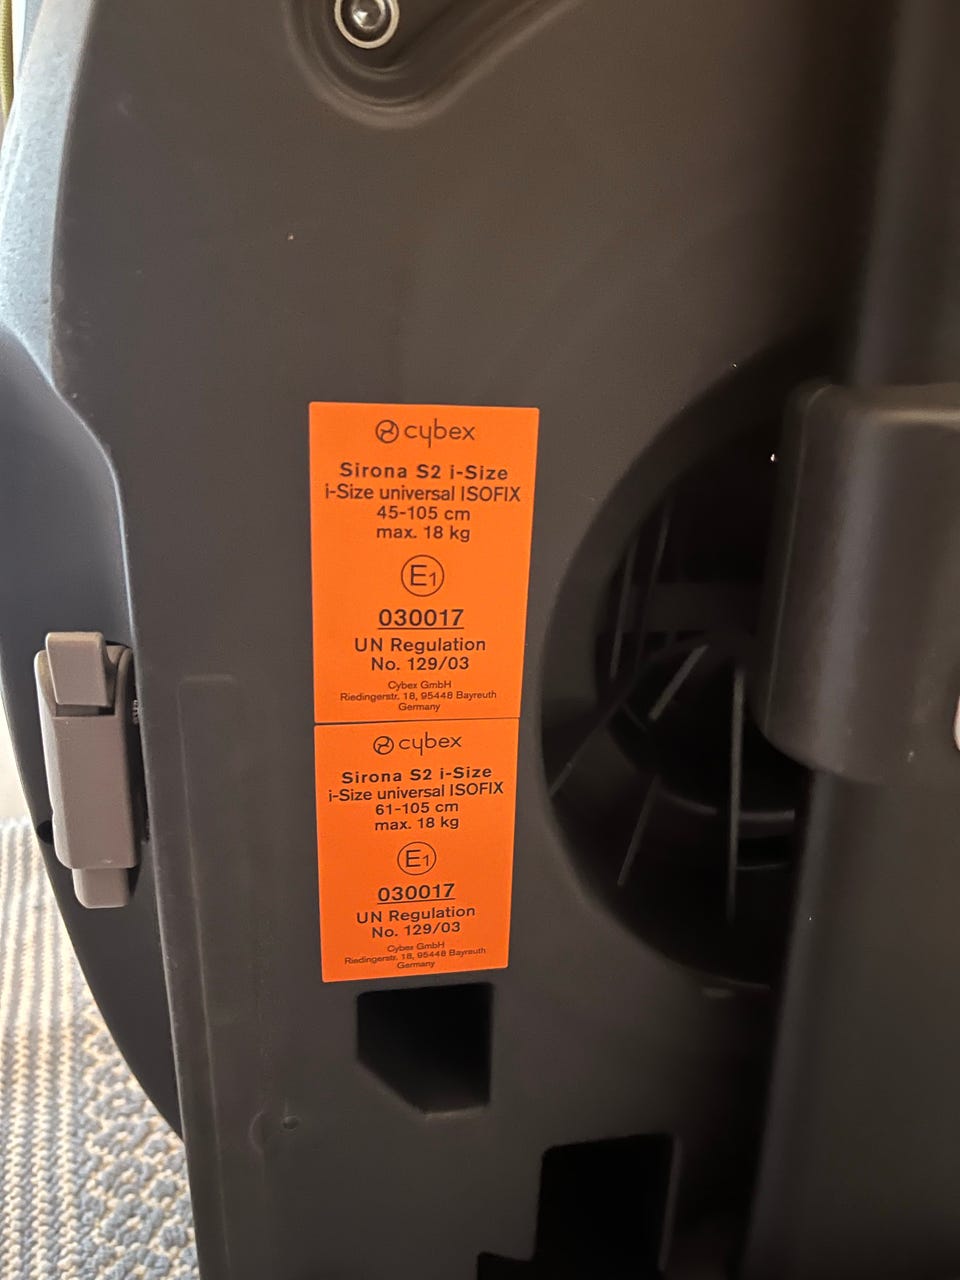 cybex
Sirona S2 i-Size
i-Size universal ISOFIX
45-105 cm
max. 18 kg
E1
030017
UN Regulation
No. 129/03
Cybex GmbH
Riedingerstr. 18, 95448 Bayreuth
Germany
cybex
Sirona S2 i-Size
i-Size universal ISOFIX
61-105 cm
max. 18 kg
E1
030017
UN Regulation
No. 129/03
Cybex GmbH
Riedingerstr. 18, 95448 Bayreuth
Germany